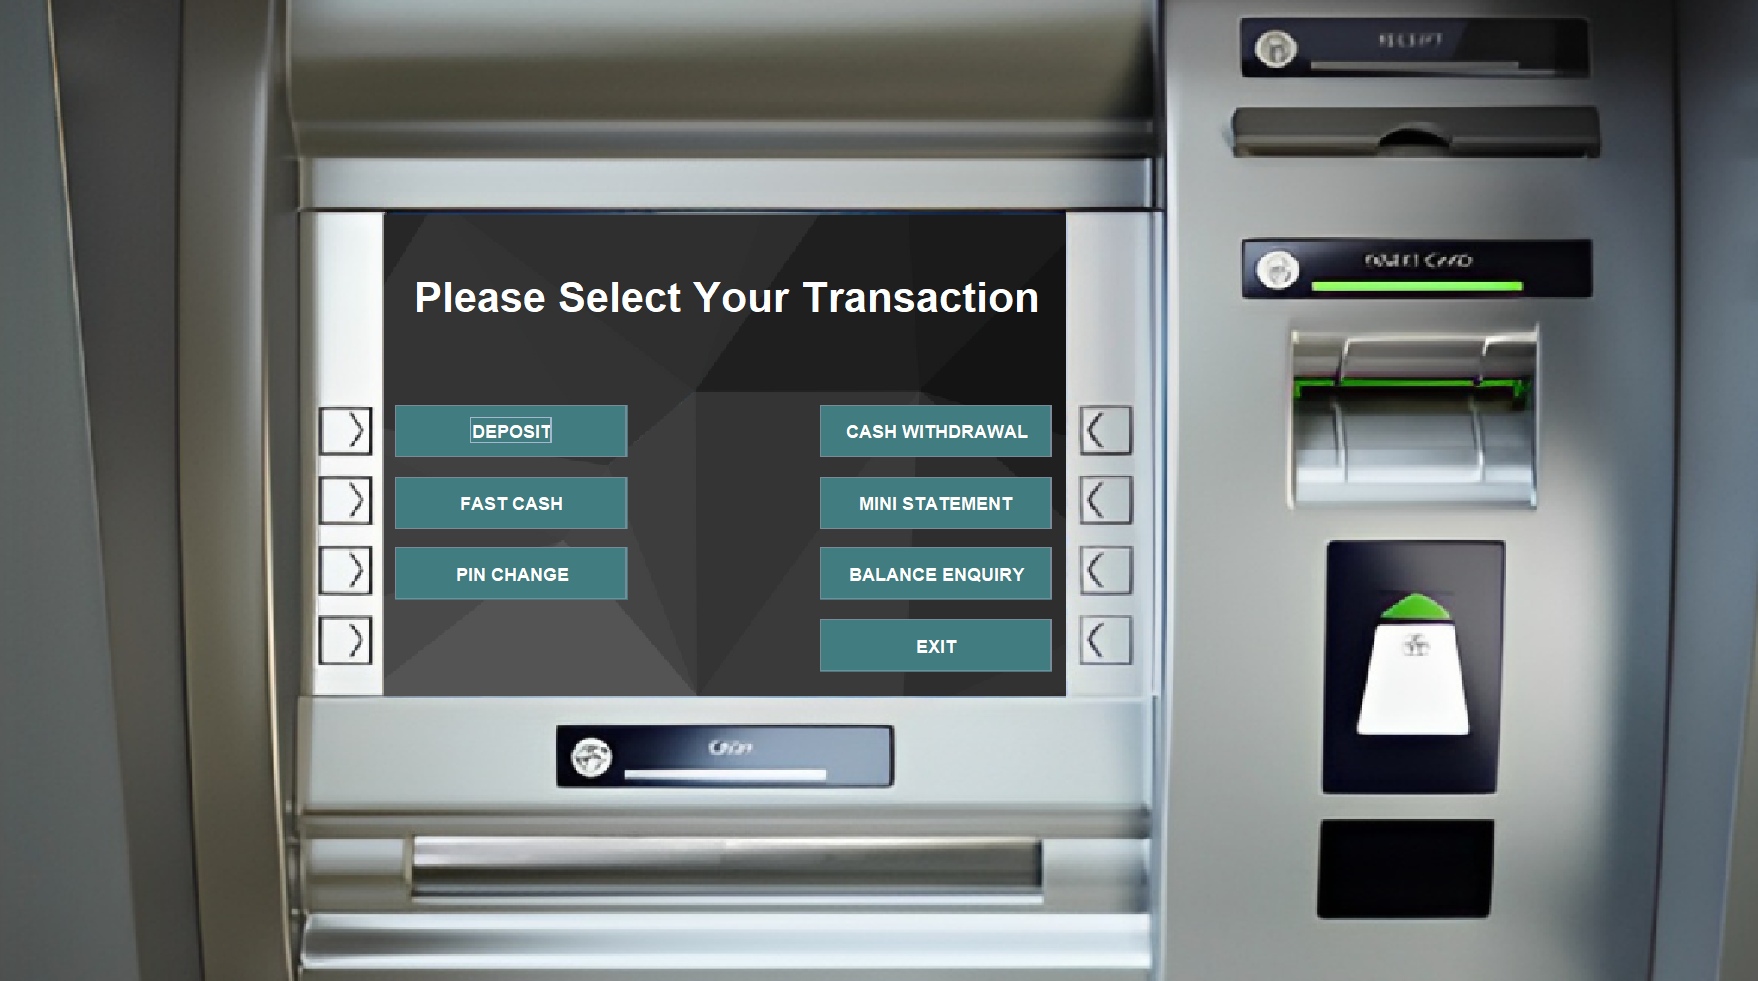 Please Select Your Transaction
DEPOSIT
CASH WITHDRAWAL
FAST CASH
MINI STATEMENT
PIN CHANGE
BALANCE ENQUIRY
EXIT